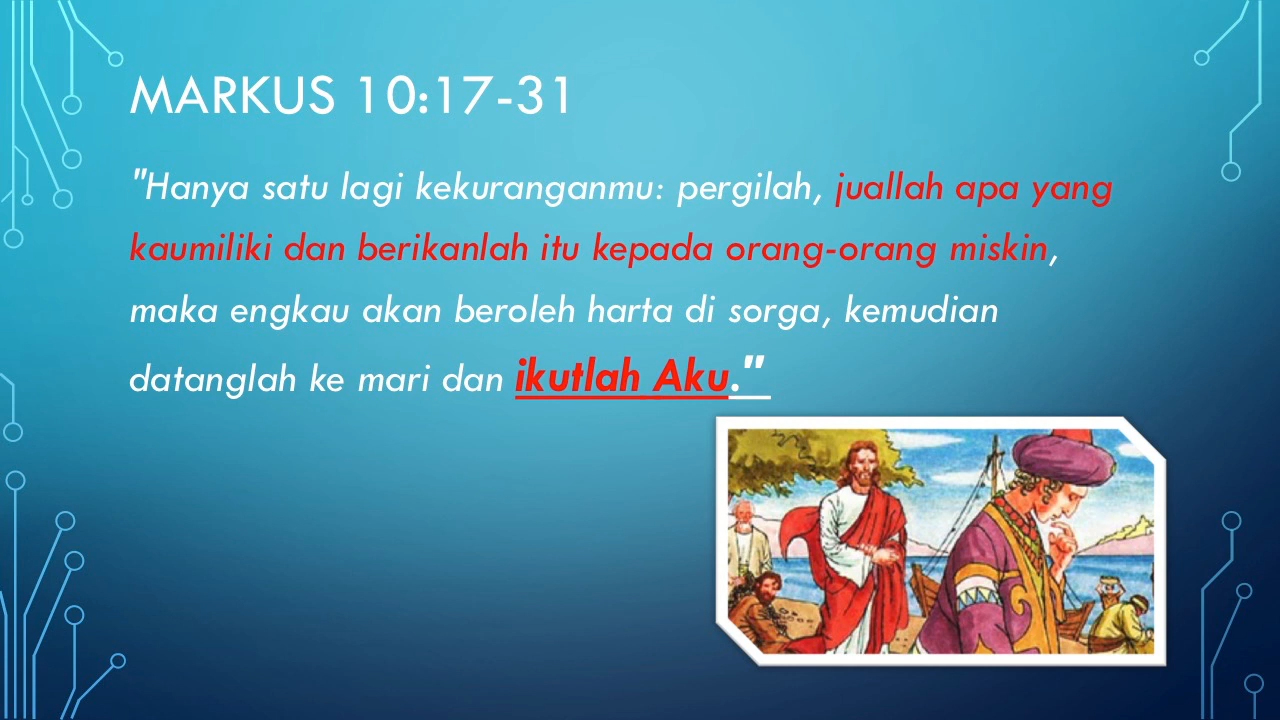 MARKUS 10:17-31
"Hanya satu lagi kekuranganmu: pergilah, juallah apa yang
kaumiliki dan berikanlah itu kepada orang-orang miskin,
maka engkau akan beroleh harta di sorga, kemudian
datanglah ke mari dan ikutlah Aku."